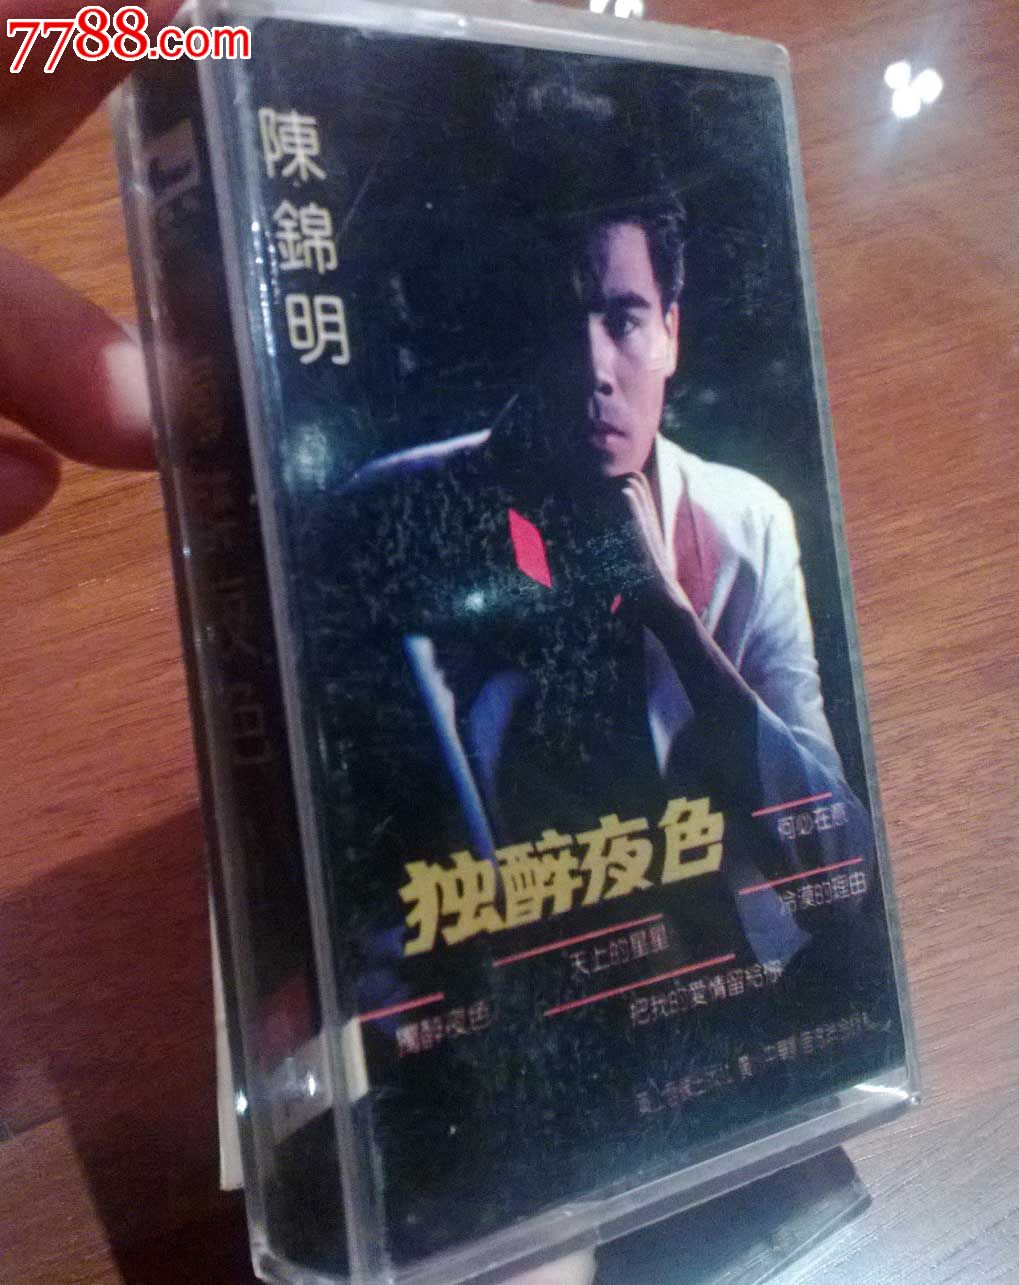 7788.com
陳錦明
独醉夜色
何必在意
冷漠的理由
天上的星星
把我的爱情留给你
獨醉夜色